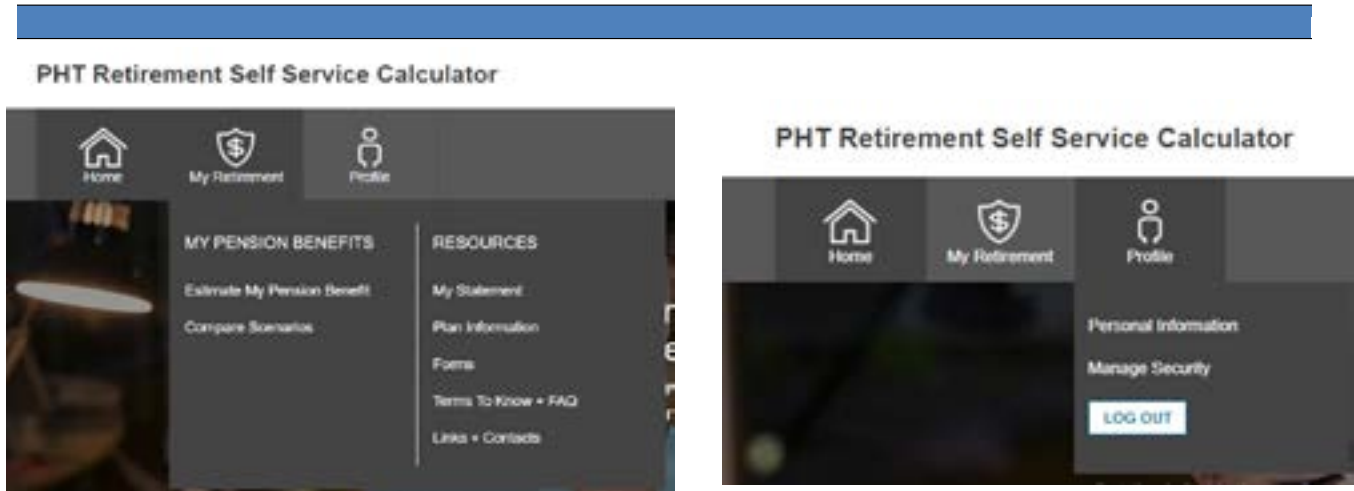 PHT Retirement Self Service Calculator
Home My Retirement Profile
MY PENSION BENEFITS
Estimate My Pension Benefit
Compare Scenarios
RESOURCES
My Statement
Plan Information
Forms
Terms To Know + FAQ
Links + Contacts
PHT Retirement Self Service Calculator
Home My Retirement Profile
Personal Information
Manage Security
LOG OUT